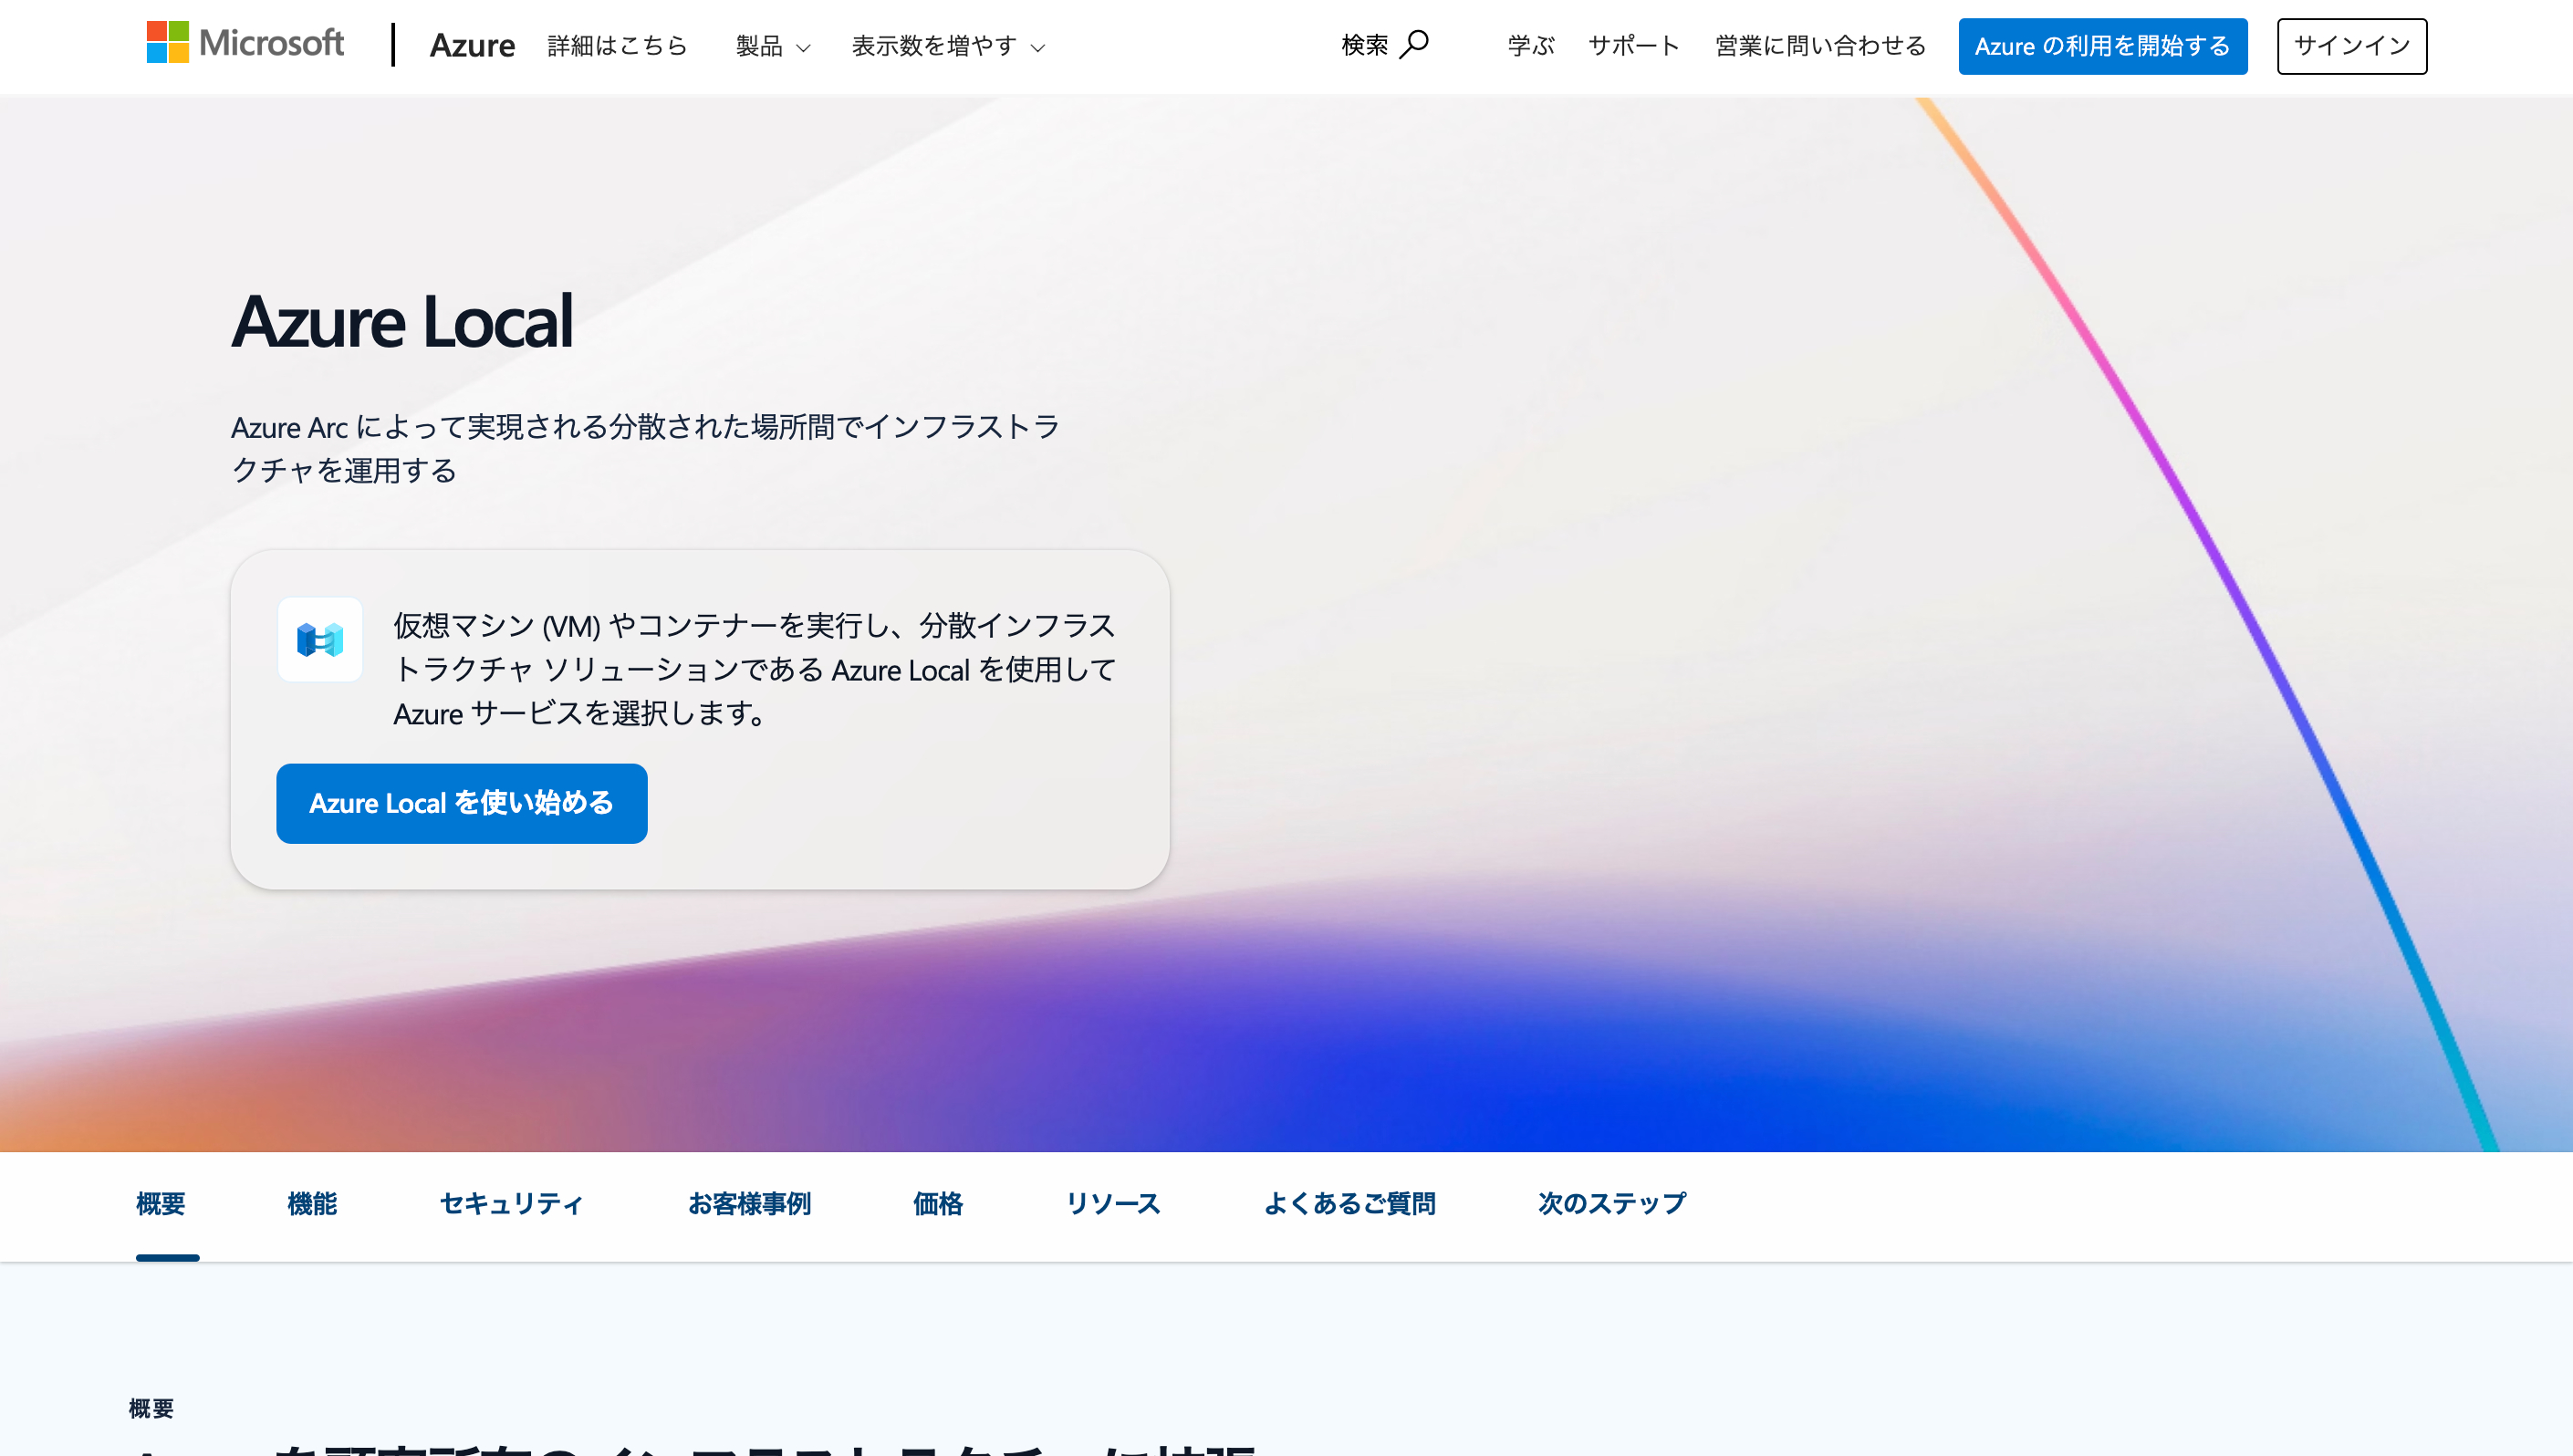 Microsoft
Azure
詳細はこちら
製品
表示数を増やす
検索
学ぶ
サポート
営業に問い合わせる
Azure の利用を開始する
サインイン
Azure Local
Azure Arc によって実現される分散された場所間でインフラストラ
クチャを運用する
仮想マシン (VM) やコンテナーを実行し、分散インフラス
トラクチャ ソリューションである Azure Local を使用して
Azure サービスを選択します。
Azure Local を使い始める
概要
機能
セキュリティ
お客様事例
価格
リソース
よくあるご質問
次のステップ
概要